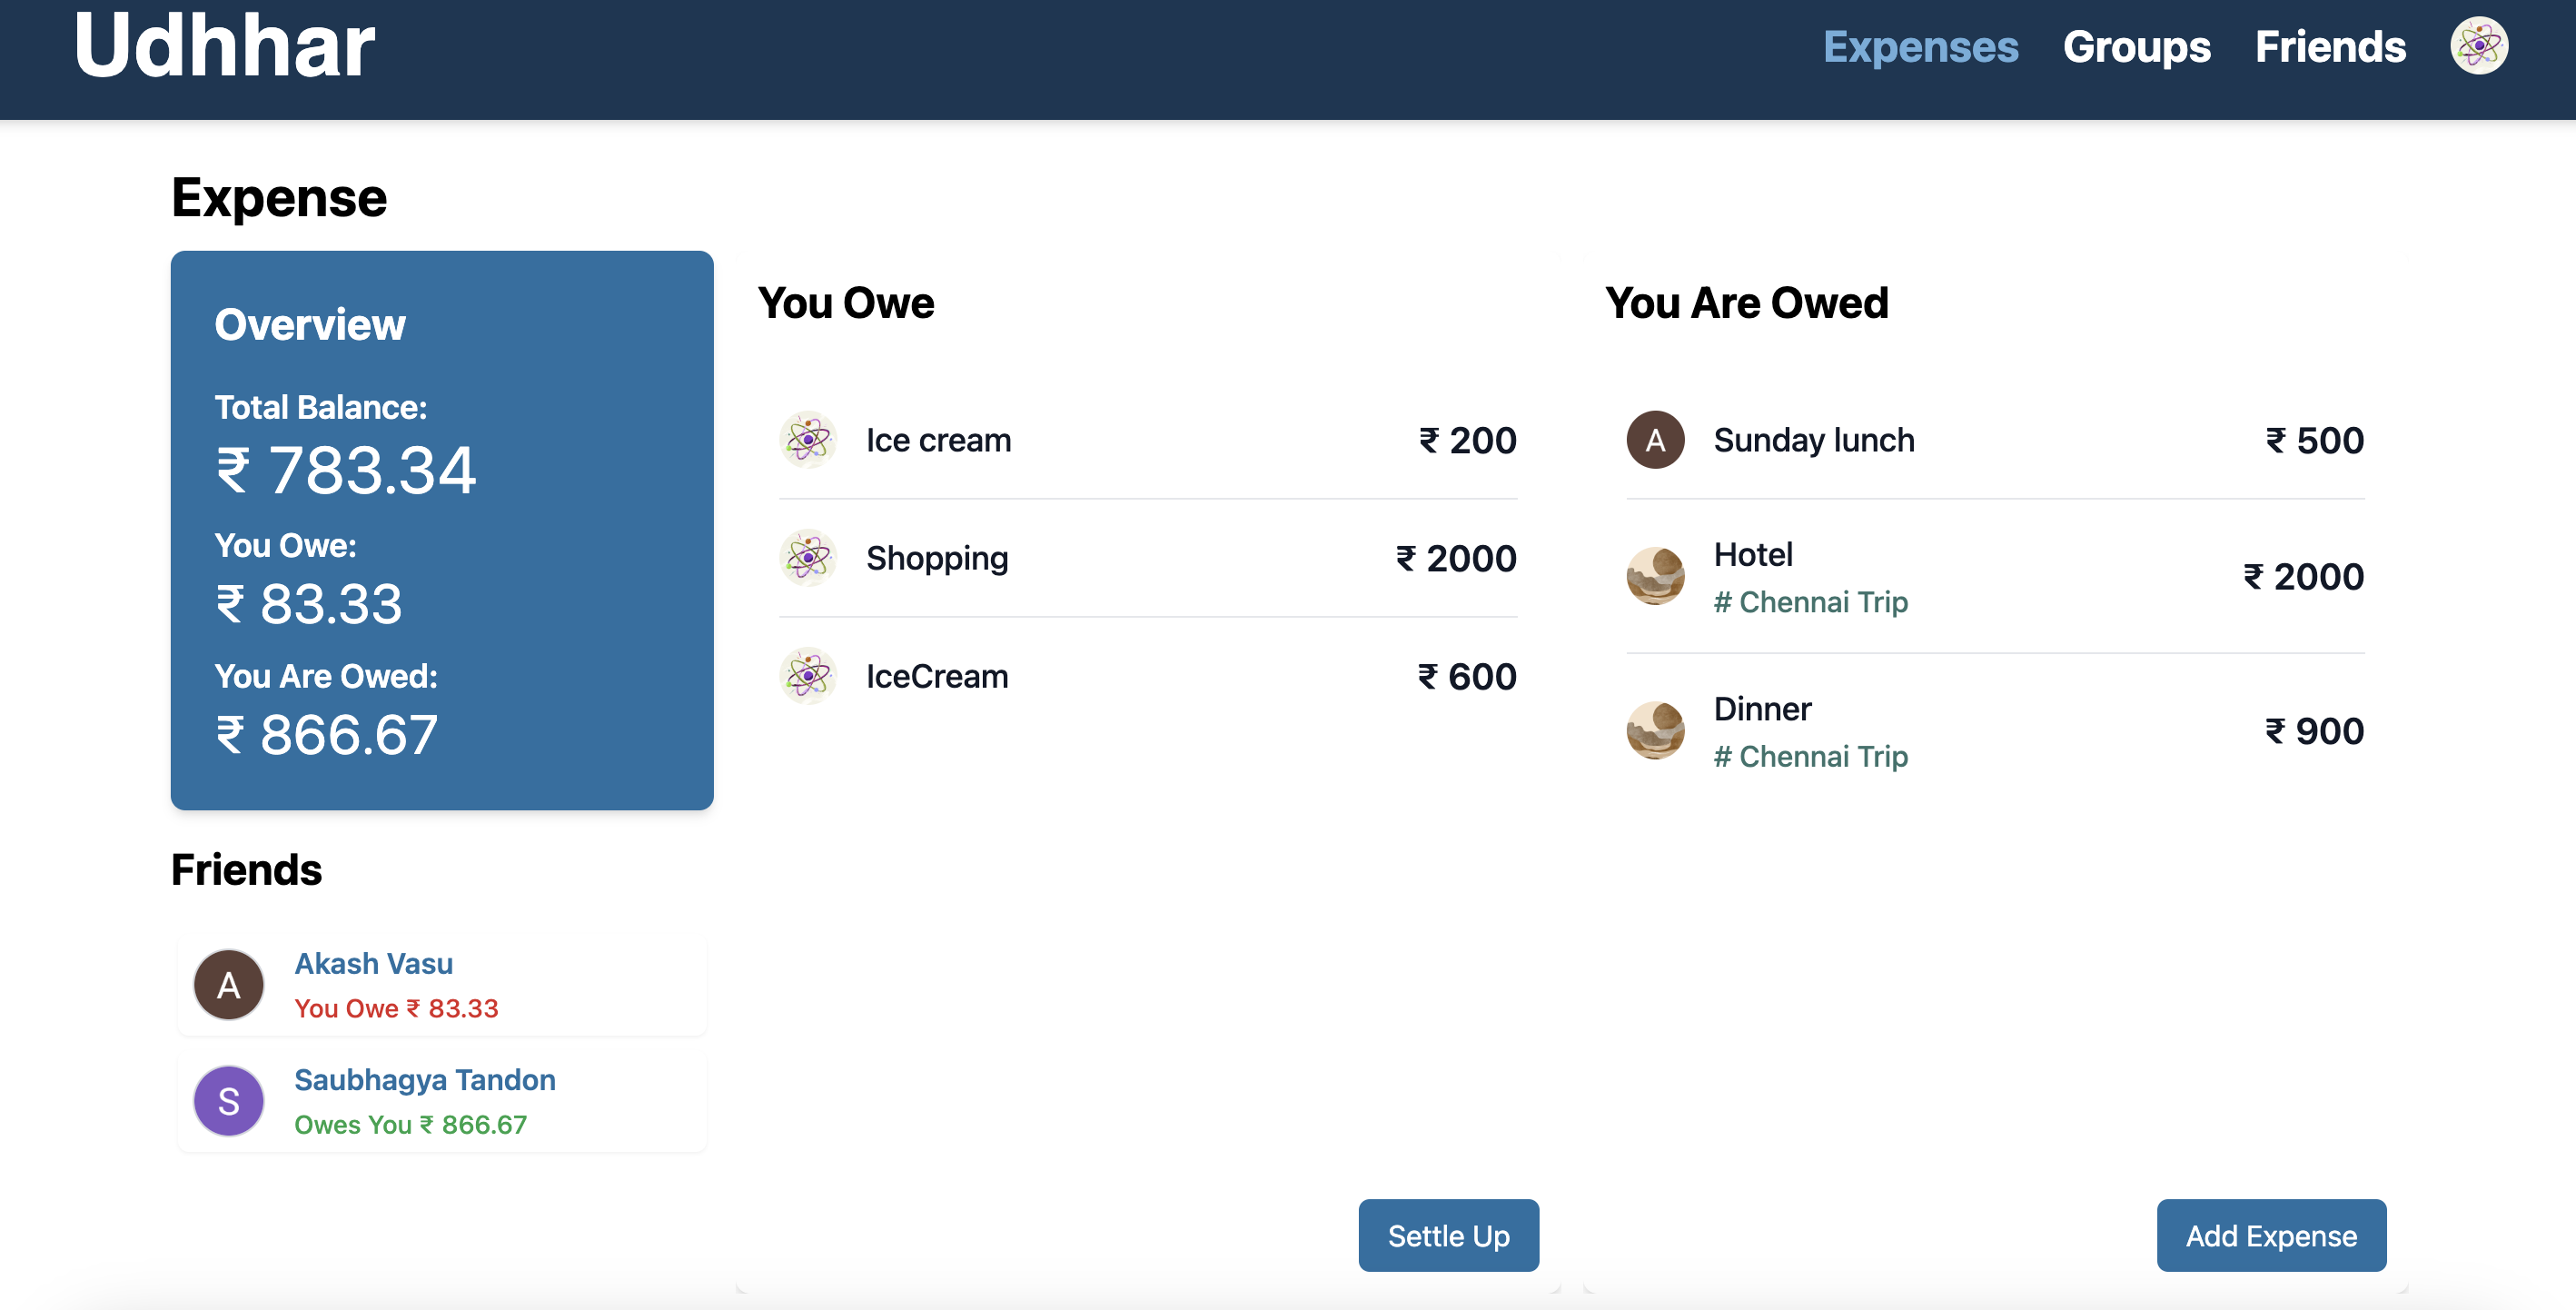 Udhhar
Expenses Groups Friends
Expense
Overview
Total Balance:
₹ 783.34
You Owe:
₹ 83.33
You Are Owed:
₹ 866.67
Friends
A
Akash Vasu
You Owe ₹ 83.33
S
Saubhagya Tandon
Owes You ₹ 866.67
You Owe
Ice cream ₹ 200
Shopping ₹ 2000
IceCream ₹ 600
Settle Up
You Are Owed
A Sunday lunch ₹ 500
Hotel
# Chennai Trip
₹ 2000
Dinner
# Chennai Trip
₹ 900
Add Expense